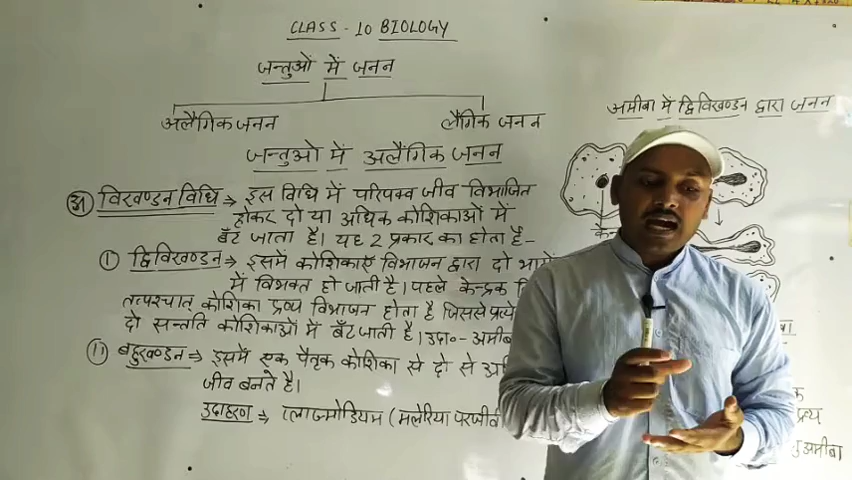 CLASS - 10 BIOLOGY
जन्तुओं में जनन
अलैंगिक जनन
लैंगिक जनन
जन्तुओं में अलैंगिक जनन
अ विखण्डन विधि → इस विधि में परिपक्व जीव विभाजित
होकर दो या अधिक कोशिकाओं में
बँट जाता है। यह 2 प्रकार का होता है-
i द्विविखण्डन → इसमें कोशिकाएँ विभाजन द्वारा दो
में विभक्त हो जाती है। पहले केन्द्रक
तत्पश्चात् कोशिका द्रव्य विभाजन होता है जिससे
दो सन्तति कोशिकाओं में बँट जाती है। उदा०-
ii बहुखण्डन → इसमें एक पैतृक कोशिका से दो से
जीव बनते है।
उदाहरण → प्लाज्मोडियम (मलेरिया परजीवी
अमीबा में द्विविखण्डन द्वारा जनन
अमीबा